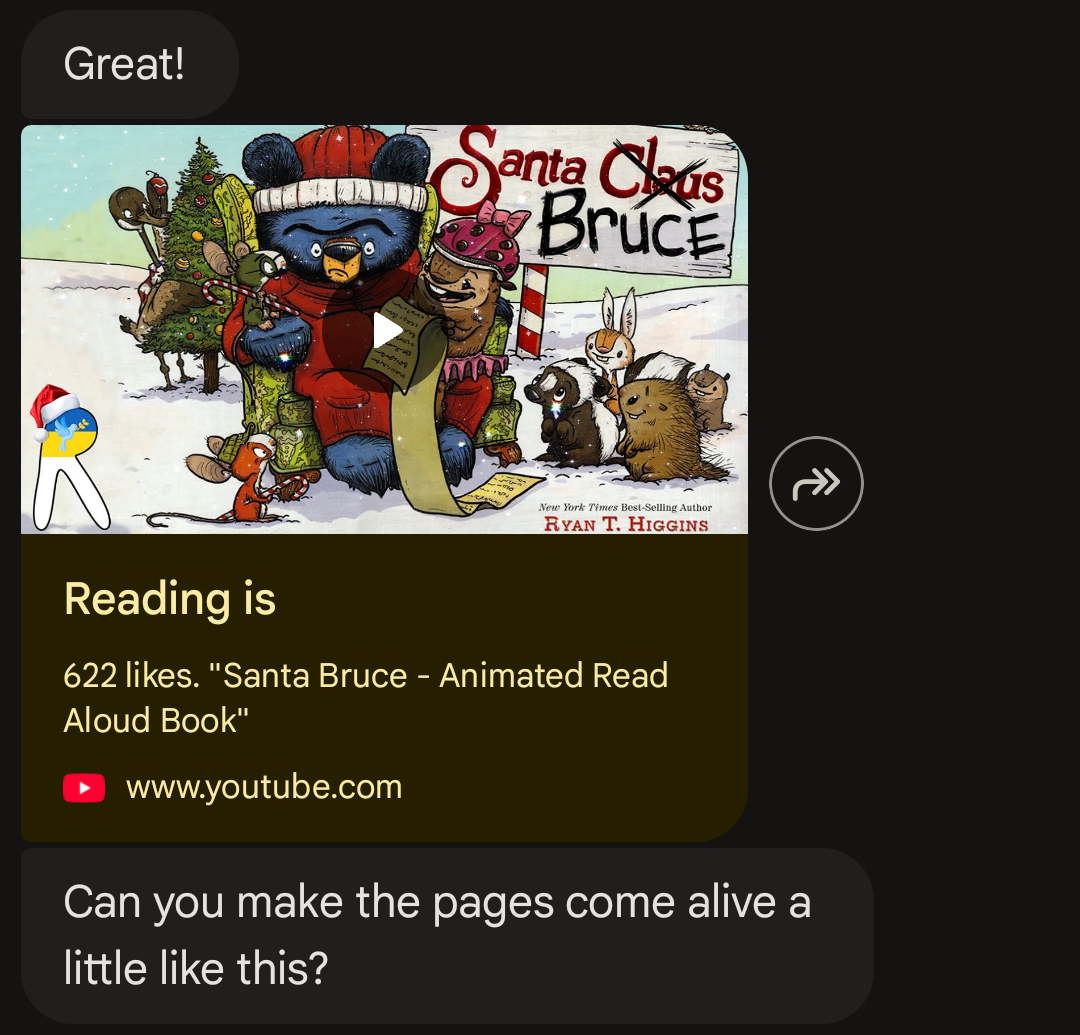 Great!
Santa Claus
Bruce
New York Times Best-Selling Author
Ryan T. Higgins
Reading is
622 likes. "Santa Bruce - Animated Read
Aloud Book"
www.youtube.com
Can you make the pages come alive a
little like this?